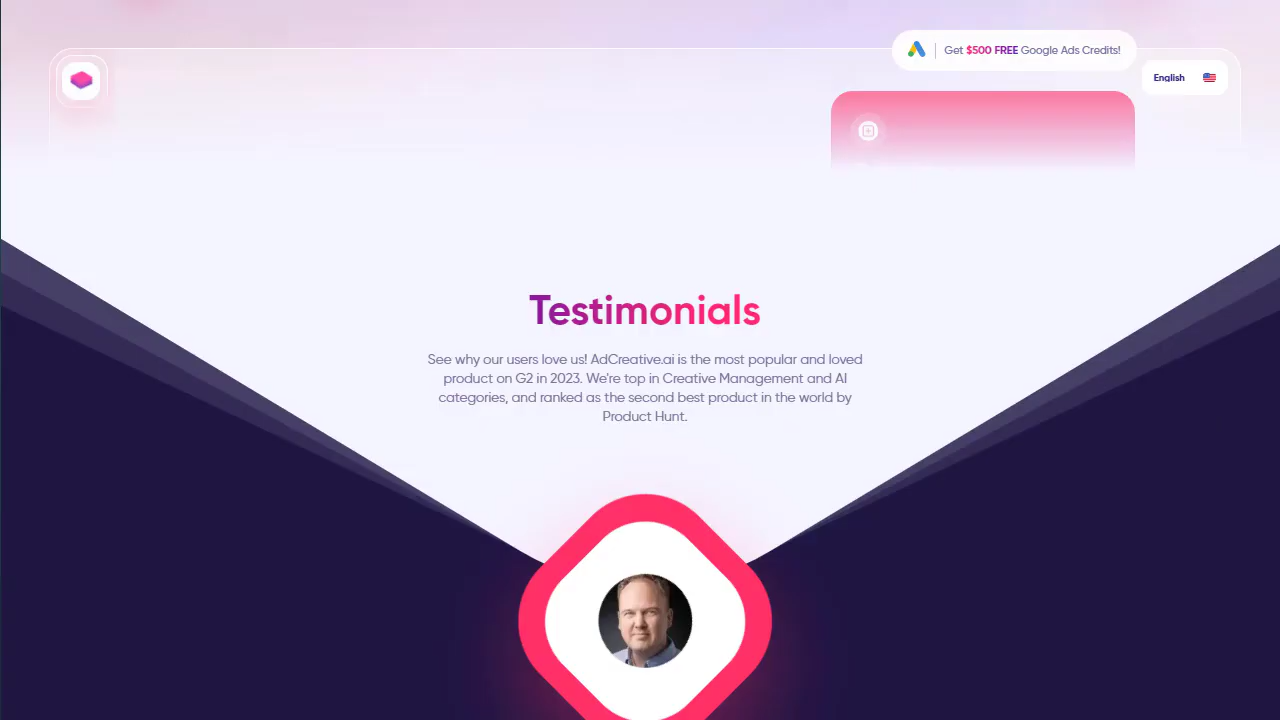 Get $500 FREE Google Ads Credits!
English
Testimonials
See why our users love us! AdCreative.ai is the most popular and loved
product on G2 in 2023. We're top in Creative Management and AI
categories, and ranked as the second best product in the world by
Product Hunt.